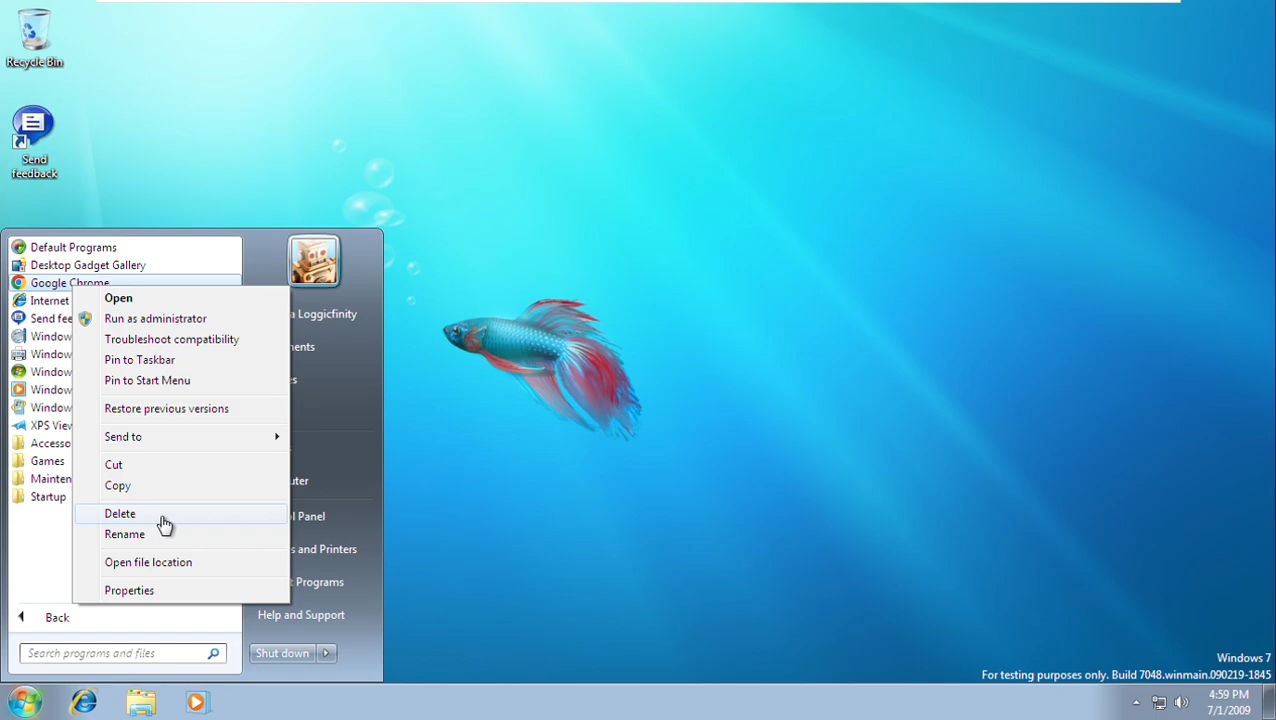 Recycle Bin
Send
feedback
Default Programs
Desktop Gadget Gallery
Google Chrome
Internet
Send fee
Window
Window
Window
Window
Window
XPS View
Accesso
Games
Mainten
Startup
Back
Search programs and files
Open
Run as administrator
Troubleshoot compatibility
Pin to Taskbar
Pin to Start Menu
Restore previous versions
Send to
Cut
Copy
Delete
Rename
Open file location
Properties
a Loggicfinity
ments
es
uter
ol Panel
s and Printers
t Programs
Help and Support
Shut down
Windows 7
For testing purposes only. Build 7048.winmain.090219-1845
4:59 PM
7/1/2009